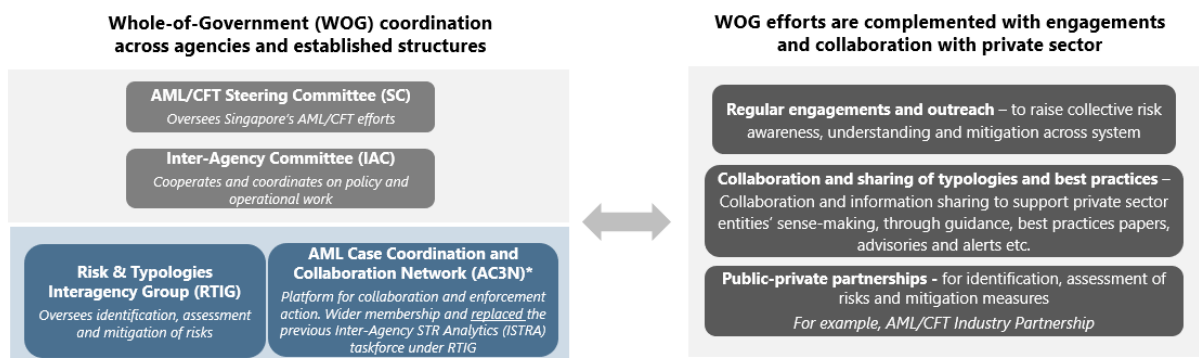 Whole-of-Government (WOG) coordination
across agencies and established structures
AML/CFT Steering Committee (SC)
Oversees Singapore's AML/CFT efforts
Inter-Agency Committee (IAC)
Cooperates and coordinates on policy and
operational work
Risk & Typologies
Interagency Group (RTIG)
Oversees identification, assessment
and mitigation of risks
AML Case Coordination and
Collaboration Network (AC3N)*
Platform for collaboration and enforcement
action. Wider membership and replaced the
previous Inter-Agency STR Analytics (ISTRA)
taskforce under RTIG
WOG efforts are complemented with engagements
and collaboration with private sector
Regular engagements and outreach – to raise collective risk
awareness, understanding and mitigation across system
Collaboration and sharing of typologies and best practices –
Collaboration and information sharing to support private sector
entities' sense-making, through guidance, best practices papers,
advisories and alerts etc.
Public-private partnerships - for identification, assessment of
risks and mitigation measures
For example, AML/CFT Industry Partnership